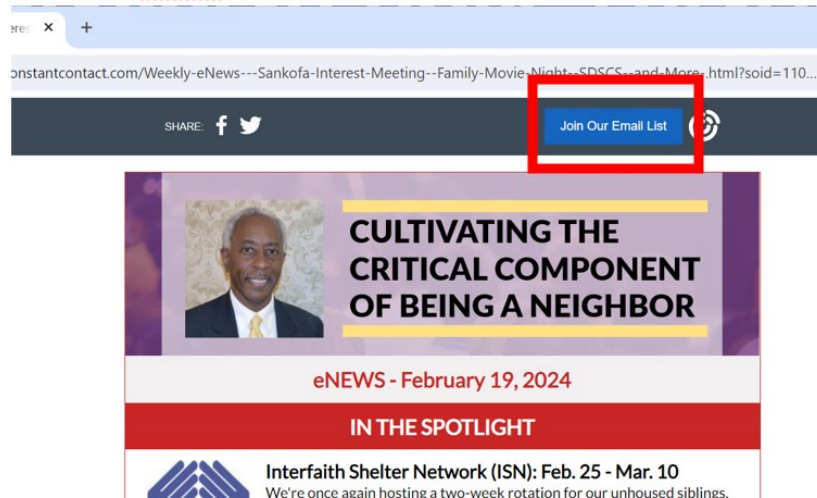 onstantcontact.com/Weekly-eNews---Sankofa-Interest-Meeting--Family-Movie-Night--SDSCS--and-More-.html?soid=110...
SHARE:
Join Our Email List
CULTIVATING THE
CRITICAL COMPONENT
OF BEING A NEIGHBOR
eNEWS - February 19, 2024
IN THE SPOTLIGHT
Interfaith Shelter Network (ISN): Feb. 25 - Mar. 10
We're once again hosting a two-week rotation for our unhoused siblings.